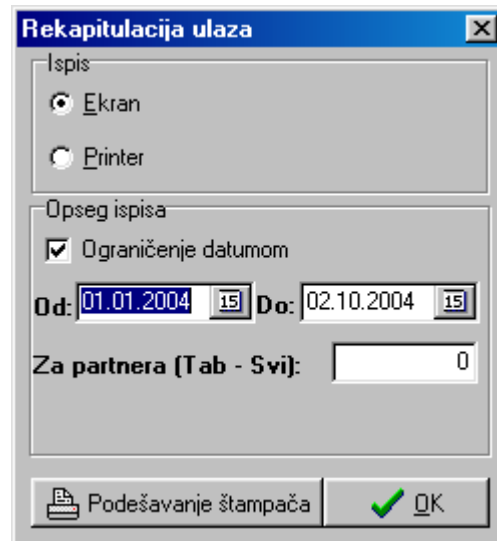 Rekapitulacija ulaza
Ispis
Ekran
Printer
Opseg ispisa
Ograničenje datumom
Od: 01.01.2004 15 Do: 02.10.2004 15
Za partnera (Tab - Svi): 0
Podešavanje štampača OK